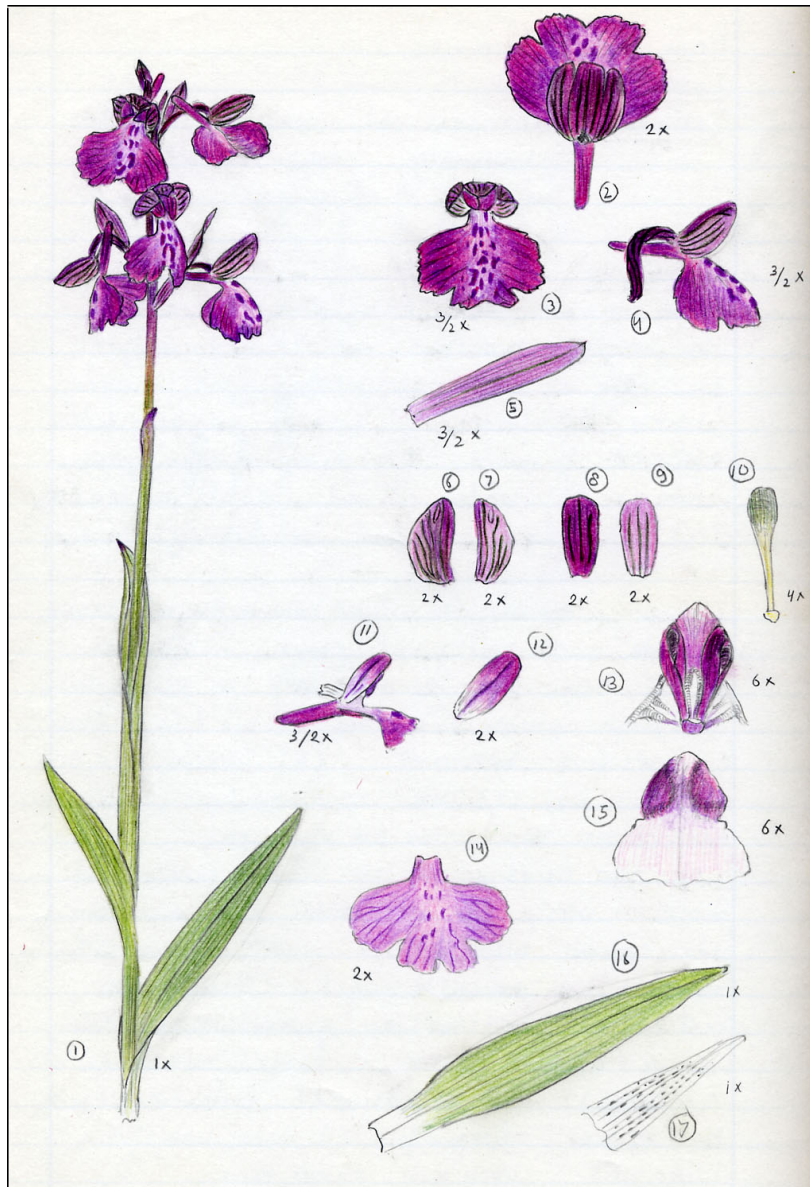 2x
②
③
3/2 x
④
3/2 x
⑤
3/2 x
⑥ ⑦ ⑧ ⑨ ⑩
2x 2x 2x 2x 4x
⑪
3/2x
⑫
2x
⑬
6x
⑭
2x
⑮
6x
⑯
1x
⑰
1x
①
1x